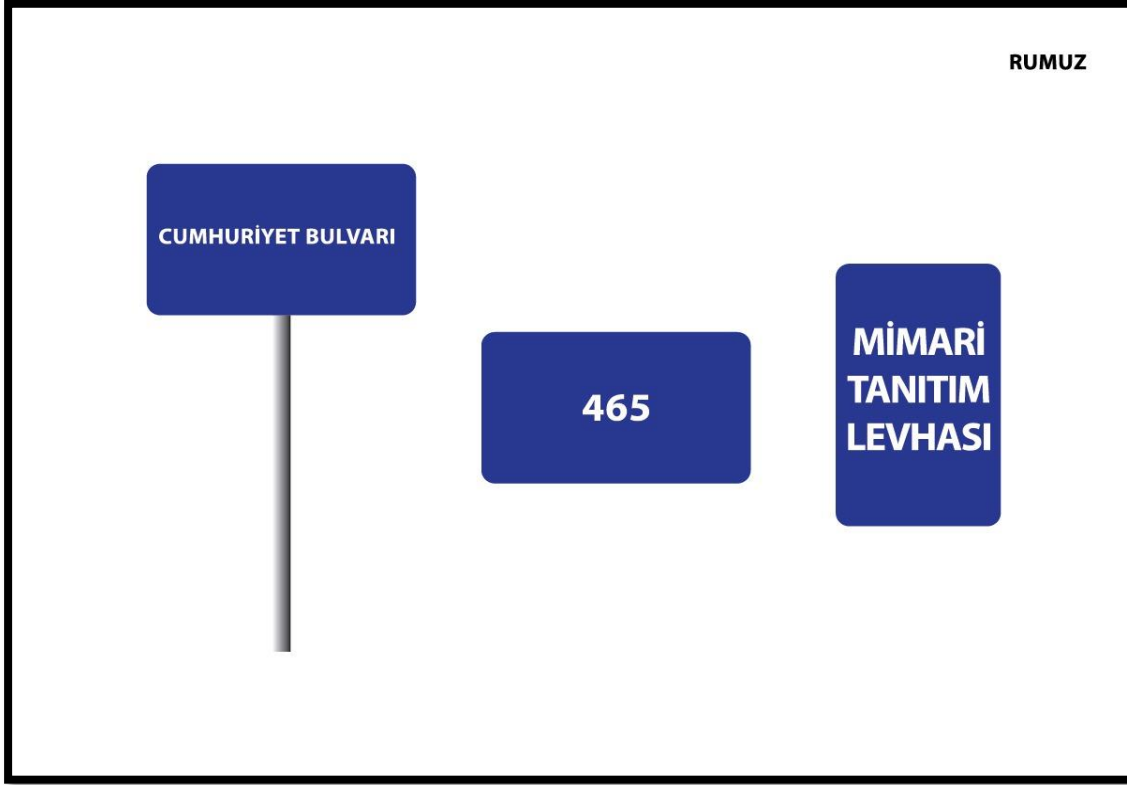 RUMUZ
CUMHURİYET BULVARI
465
MİMARİ
TANITIM
LEVHASI